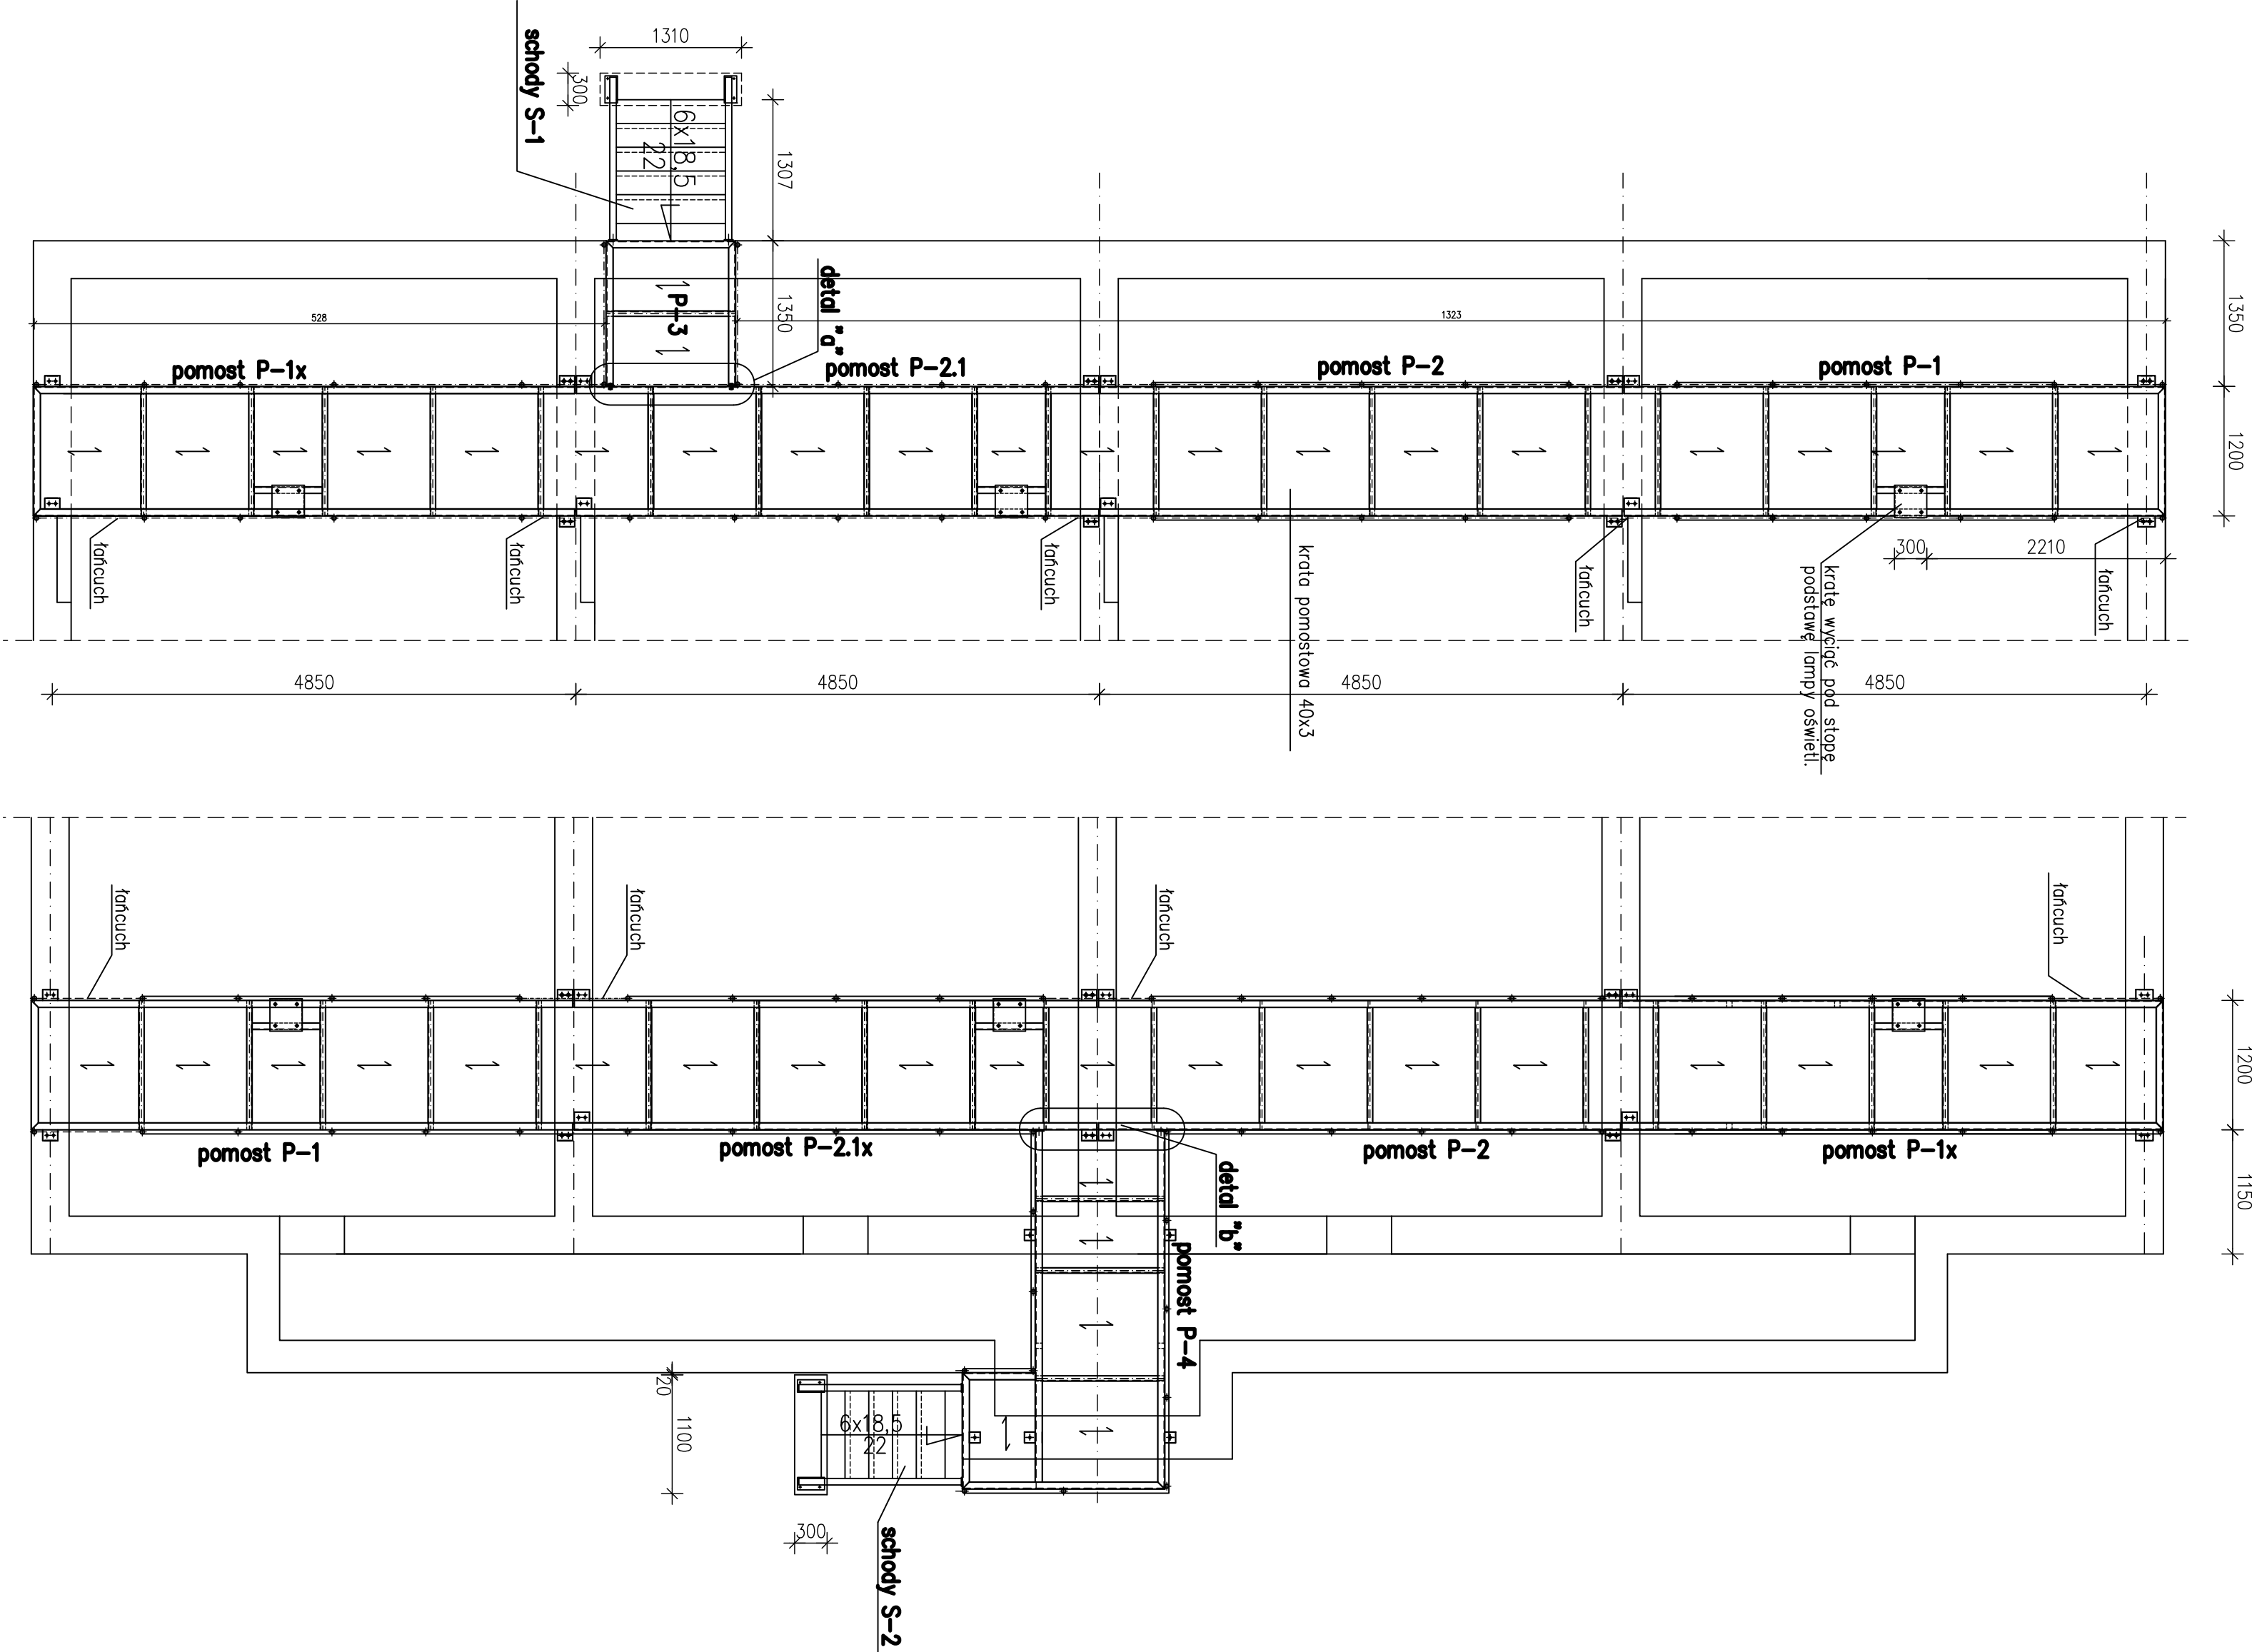 1310
300
schody S-1
6x18,5
22
1307
1350
P-3
detal "a"
528
1323
1350
1200
pomost P-1x
pomost P-2.1
pomost P-2
pomost P-1
łańcuch
łańcuch
łańcuch
łańcuch
łańcuch
300
2210
krata pomostowa 40x3
kratę wyciąć pod stopę
podstawę lampy oświetl.
4850
4850
4850
4850
łańcuch
łańcuch
łańcuch
łańcuch
1200
1150
pomost P-1
pomost P-2.1x
pomost P-2
pomost P-1x
detal "b"
pomost P-4
20
1100
6x18,5
22
300
schody S-2